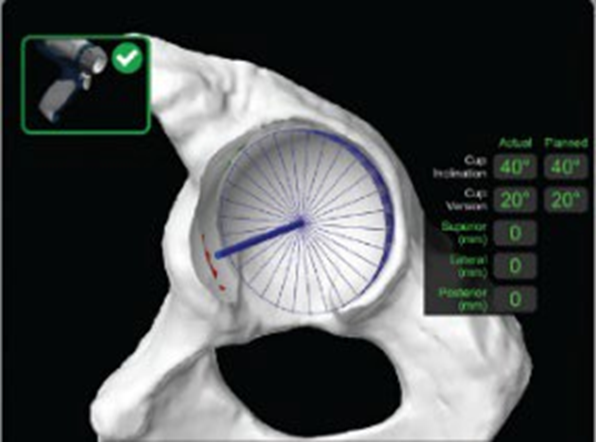 Actual Planned
Cup Inclination 40° 40°
Cup Version 20° 20°
Superior (mm) 0
Lateral (mm) 0
Posterior (mm) 0